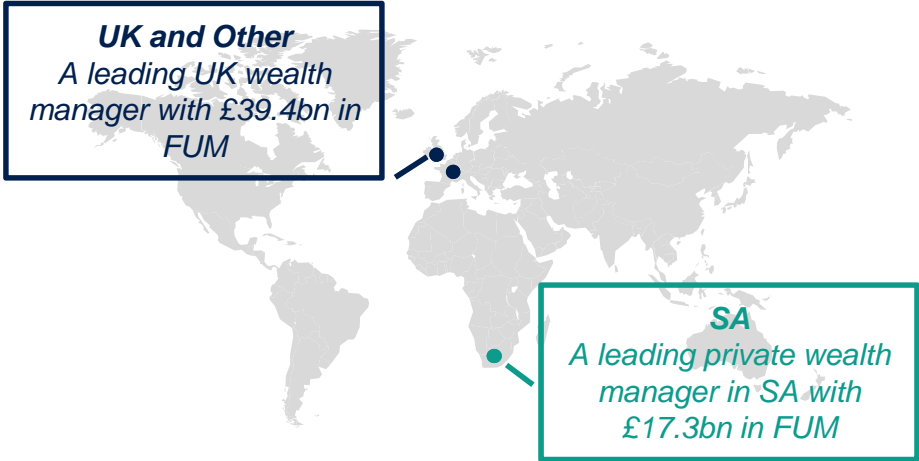 UK and Other
A leading UK wealth
manager with £39.4bn in
FUM
SA
A leading private wealth
manager in SA with
£17.3bn in FUM